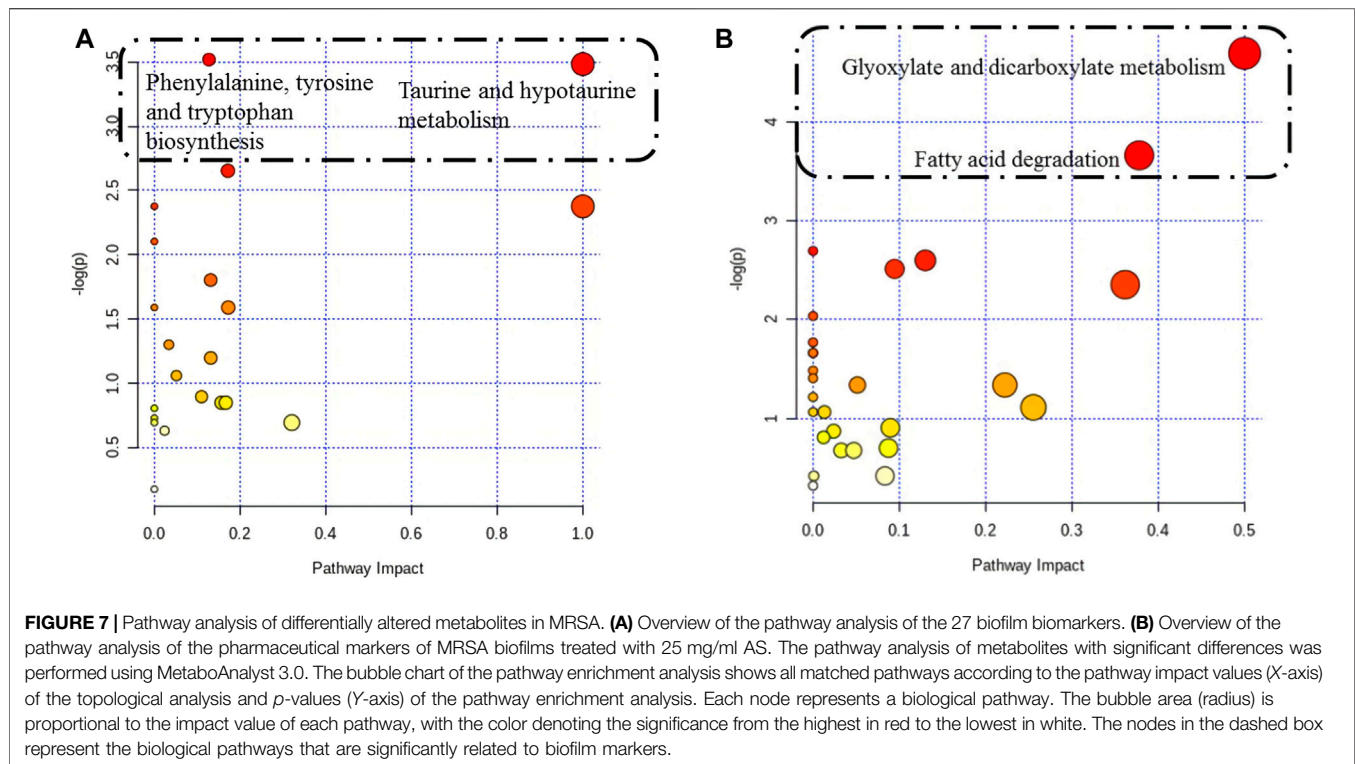 A
3.5
3.0
2.5
2.0
1.5
1.0
0.5
-log(p)
Phenylalanine, tyrosine
and tryptophan
biosynthesis
Taurine and hypotaurine
metabolism
0.0 0.2 0.4 0.6 0.8 1.0
Pathway Impact
B
4
3
2
1
-log(p)
Glyoxylate and dicarboxylate metabolism
Fatty acid degradation
0.0 0.1 0.2 0.3 0.4 0.5
Pathway Impact
FIGURE 7 | Pathway analysis of differentially altered metabolites in MRSA. (A) Overview of the pathway analysis of the 27 biofilm biomarkers. (B) Overview of the
pathway analysis of the pharmaceutical markers of MRSA biofilms treated with 25 mg/ml AS. The pathway analysis of metabolites with significant differences was
performed using MetaboAnalyst 3.0. The bubble chart of the pathway enrichment analysis shows all matched pathways according to the pathway impact values (X-axis)
of the topological analysis and p-values (Y-axis) of the pathway enrichment analysis. Each node represents a biological pathway. The bubble area (radius) is
proportional to the impact value of each pathway, with the color denoting the significance from the highest in red to the lowest in white. The nodes in the dashed box
represent the biological pathways that are significantly related to biofilm markers.